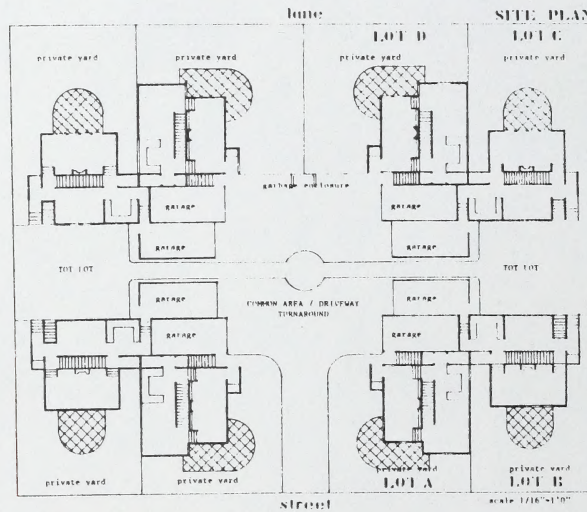 lane
SITE PLAN
LOT D
LOT C
private yard
private yard
private yard
private yard
garbage enclosure
garage
garage
garage
garage
TOT LOT
TOT LOT
garage
garage
COMMON AREA / DRIVEWAY
TURNAROUND
garage
garage
private yard
private yard
private yard
private yard
LOT A
LOT B
street
scale 1/16"=1'0"